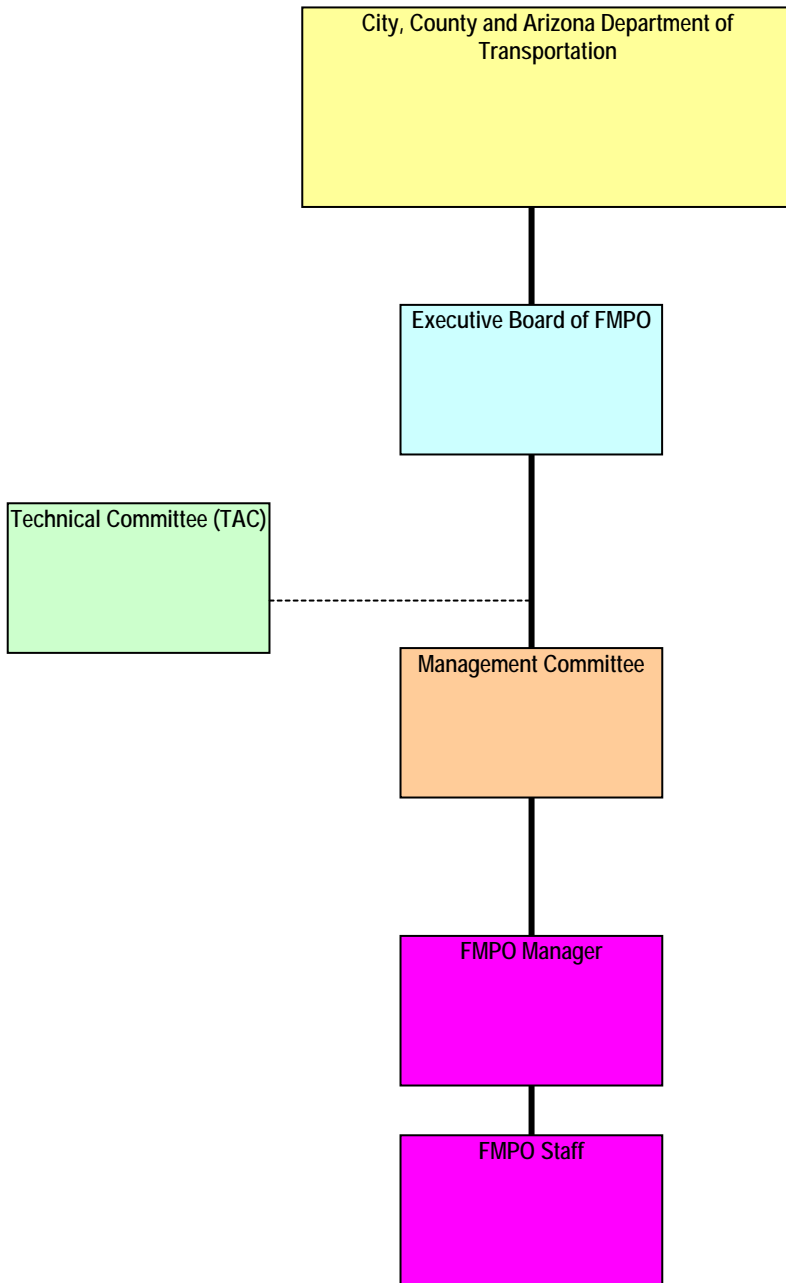 City, County and Arizona Department of
Transportation
Executive Board of FMPO
Technical Committee (TAC)
Management Committee
FMPO Manager
FMPO Staff